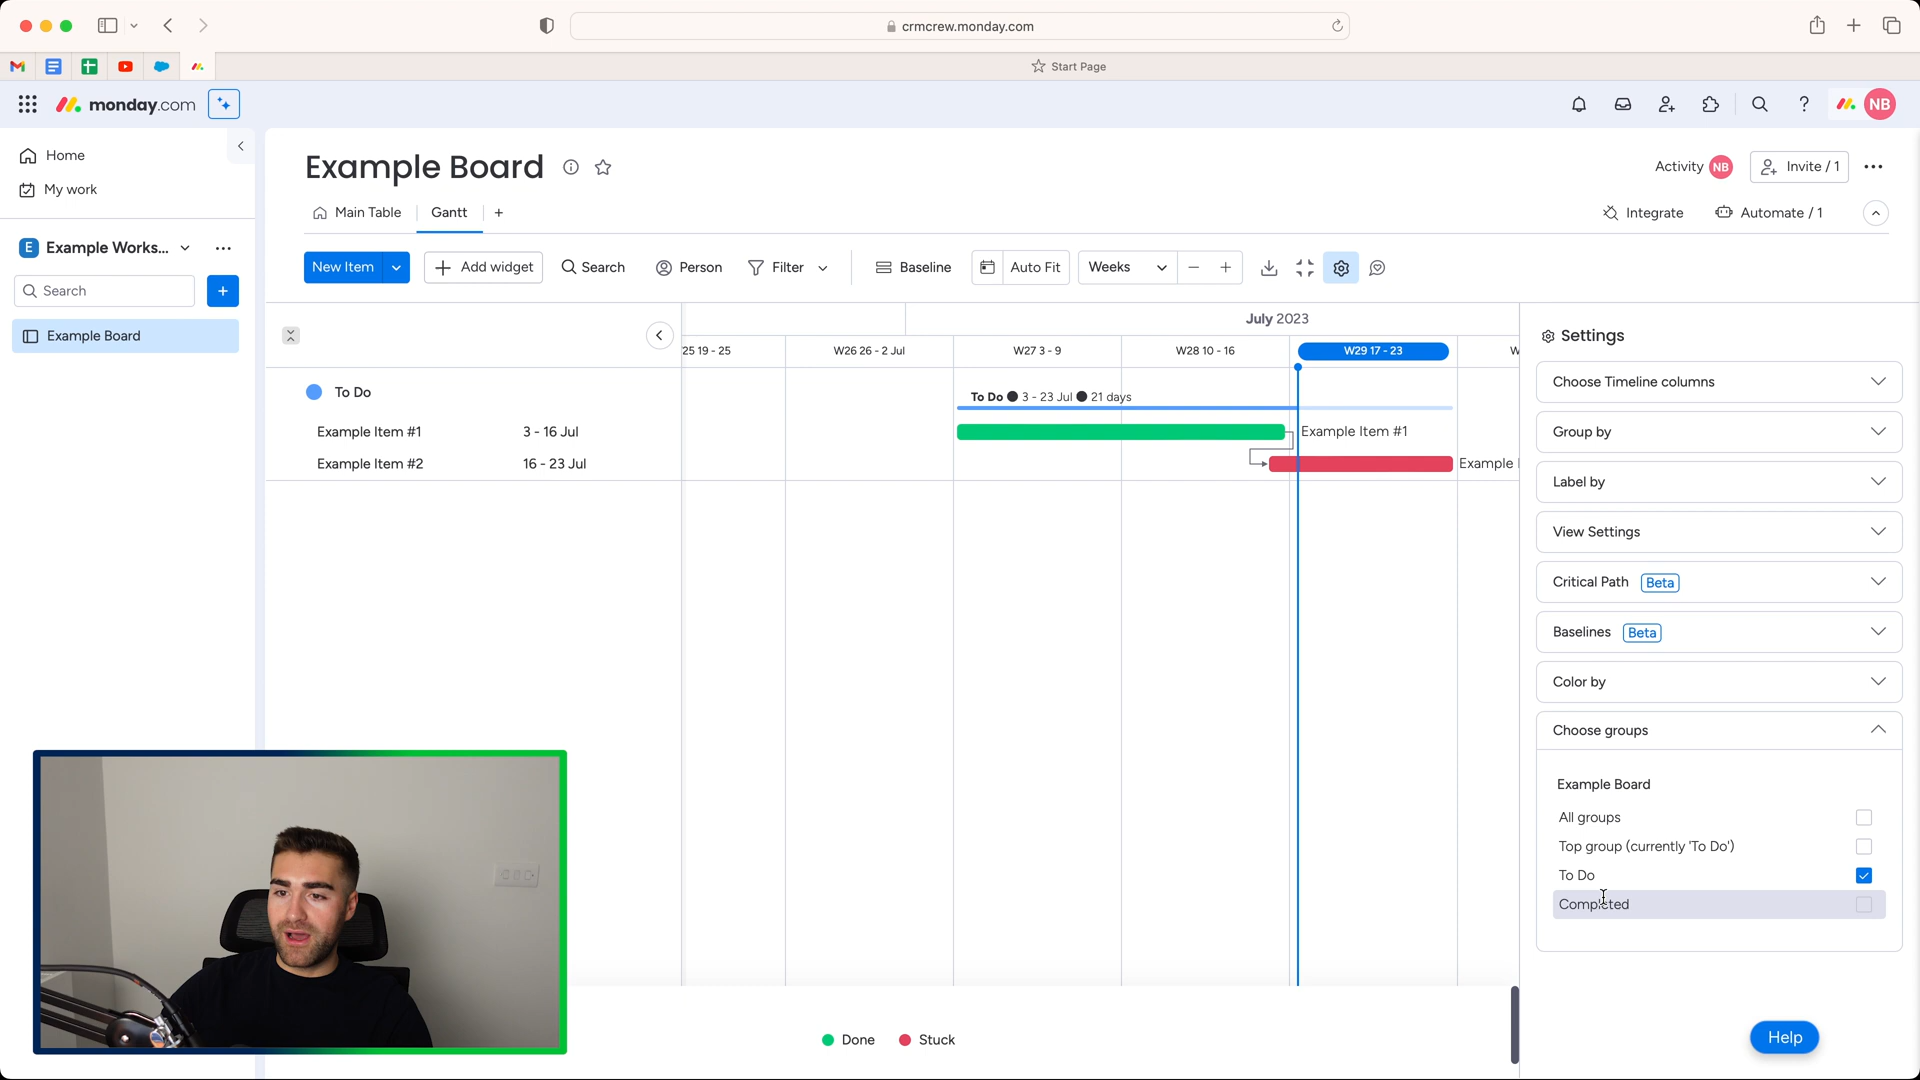 crmcrew.monday.com
Start Page
monday.com
NB
Home
My work
E Example Works...
Search
Example Board
Example Board
Activity NB
Invite / 1
Main Table
Gantt
Integrate
Automate / 1
New Item
Add widget
Search
Person
Filter
Baseline
Auto Fit
Weeks
July 2023
25 19 - 25
W26 26 - 2 Jul
W27 3 - 9
W28 10 - 16
W29 17 - 23
W
To Do
To Do ● 3 - 23 Jul ● 21 days
Example Item #1
3 - 16 Jul
Example Item #1
Example Item #2
16 - 23 Jul
Example
Done
Stuck
Settings
Choose Timeline columns
Group by
Label by
View Settings
Critical Path Beta
Baselines Beta
Color by
Choose groups
Example Board
All groups
Top group (currently 'To Do')
To Do
Completed
Help